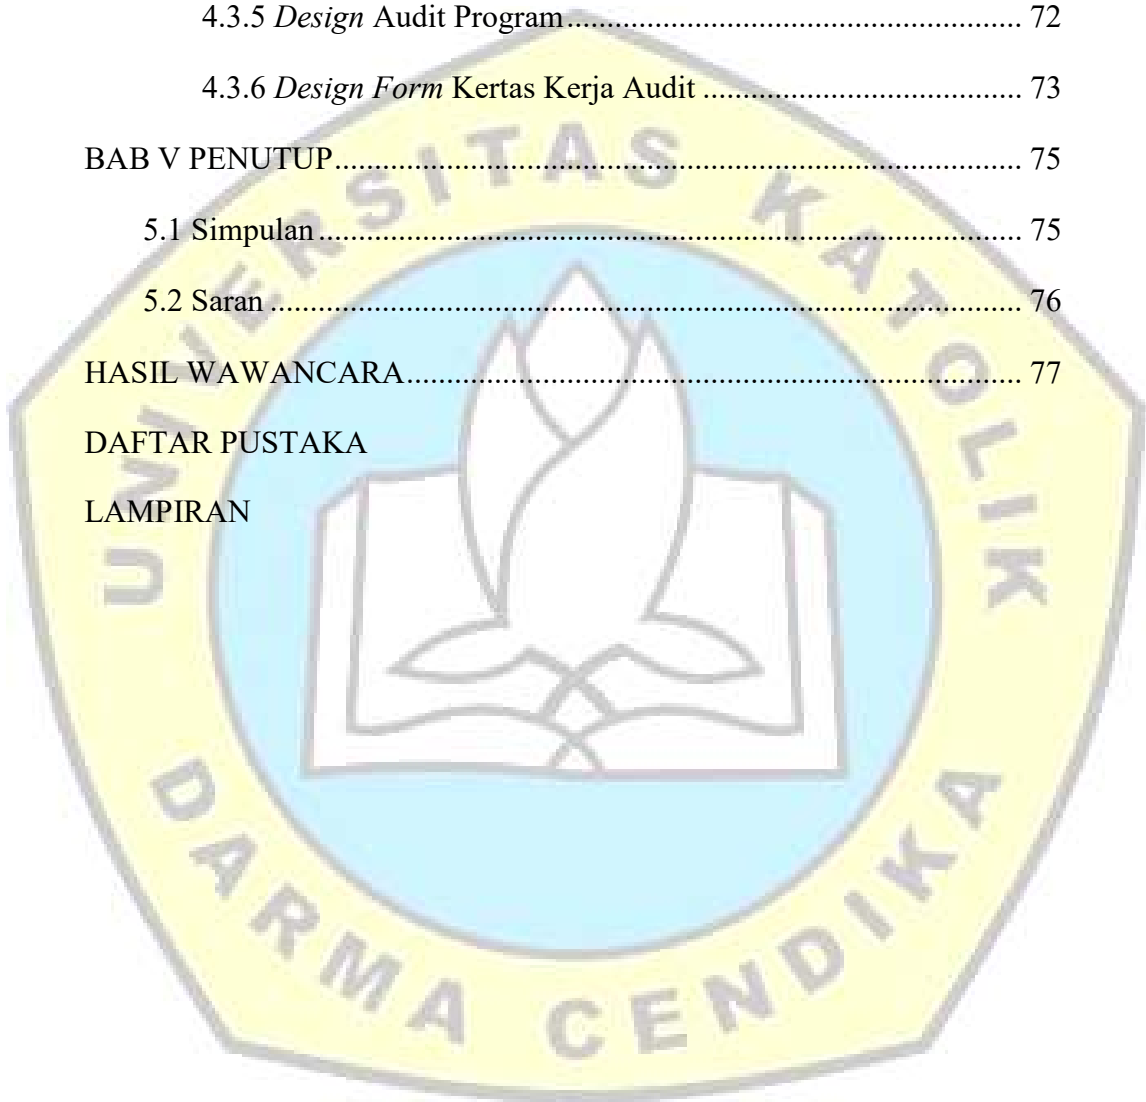 4.3.5 Design Audit Program.......................................................... 72
4.3.6 Design Form Kertas Kerja Audit ........................................ 73
BAB V PENUTUP...................................................................................... 75
5.1 Simpulan........................................................................................ 75
5.2 Saran .............................................................................................. 76
HASIL WAWANCARA............................................................................. 77
DAFTAR PUSTAKA
LAMPIRAN
UNIVERSITAS KATOLIK
DARMA CENDIKA